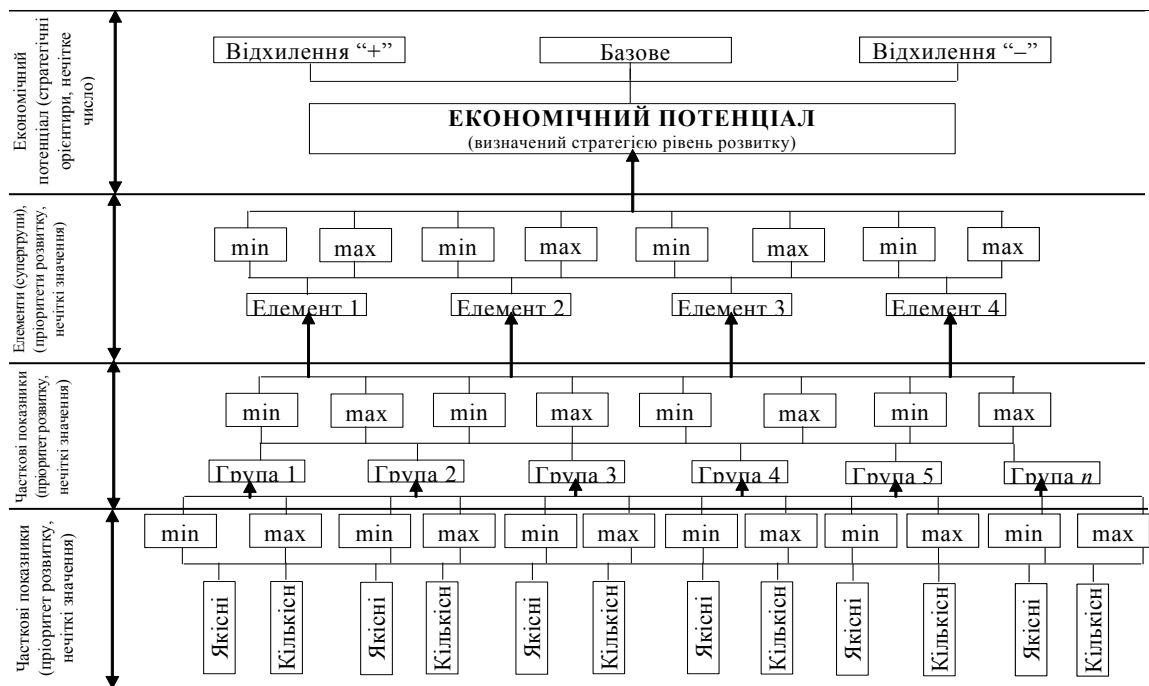 Економічний
потенціал (стратегічні
орієнтири, нечітке
число)
Відхилення “+”
Базове
Відхилення “–”
ЕКОНОМІЧНИЙ ПОТЕНЦІАЛ
(визначений стратегією рівень розвитку)
Елементи (супергрупи),
(пріоритети розвитку,
нечіткі значення)
min
max
min
max
min
max
min
max
Елемент 1
Елемент 2
Елемент 3
Елемент 4
Часткові показники
(пріоритет розвитку,
нечіткі значення)
min
max
min
max
min
max
min
max
Група 1
Група 2
Група 3
Група 4
Група 5
Група n
Часткові показники
(пріоритет розвитку,
нечіткі значення)
min
max
min
max
min
max
min
max
min
max
min
max
Якісні
Кількісн
Якісні
Кількісн
Якісні
Кількісн
Якісні
Кількісн
Якісні
Кількісн
Якісні
Кількісн